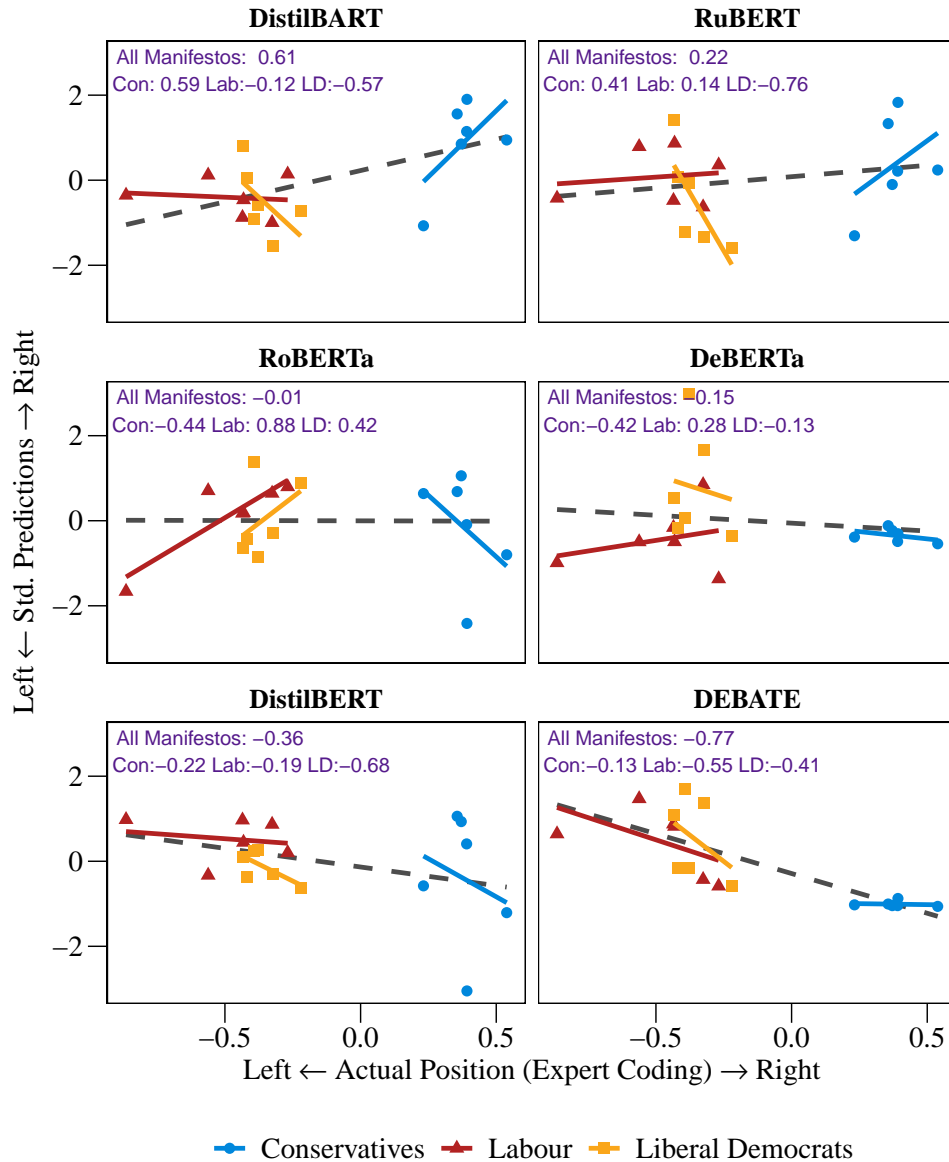 DistilBART
All Manifestos: 0.61
Con: 0.59 Lab:−0.12 LD:−0.57
2
0
−2
RuBERT
All Manifestos: 0.22
Con: 0.41 Lab: 0.14 LD:−0.76
RoBERTa
All Manifestos: −0.01
Con:−0.44 Lab: 0.88 LD: 0.42
2
0
−2
DeBERTa
All Manifestos: −0.15
Con:−0.42 Lab: 0.28 LD:−0.13
Left ← Std. Predictions → Right
DistilBERT
All Manifestos: −0.36
Con:−0.22 Lab:−0.19 LD:−0.68
2
0
−2
DEBATE
All Manifestos: −0.77
Con:−0.13 Lab:−0.55 LD:−0.41
−0.5 0.0 0.5
−0.5 0.0 0.5
Left ← Actual Position (Expert Coding) → Right
Conservatives Labour Liberal Democrats